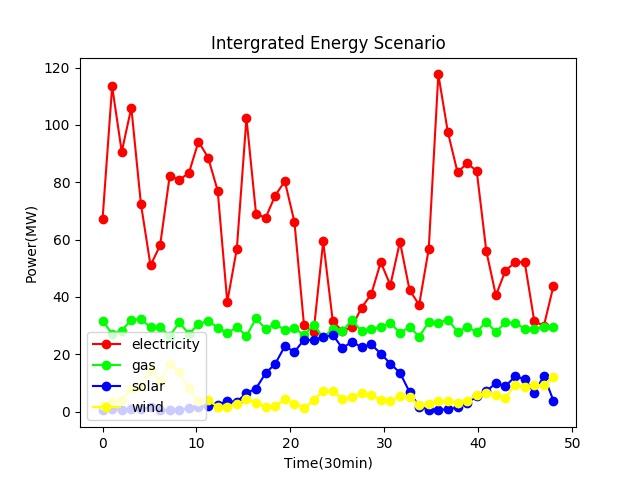 Intergrated Energy Scenario
Power(MW)
120
100
80
60
40
20
0
electricity
gas
solar
wind
0 10 20 30 40 50
Time(30min)